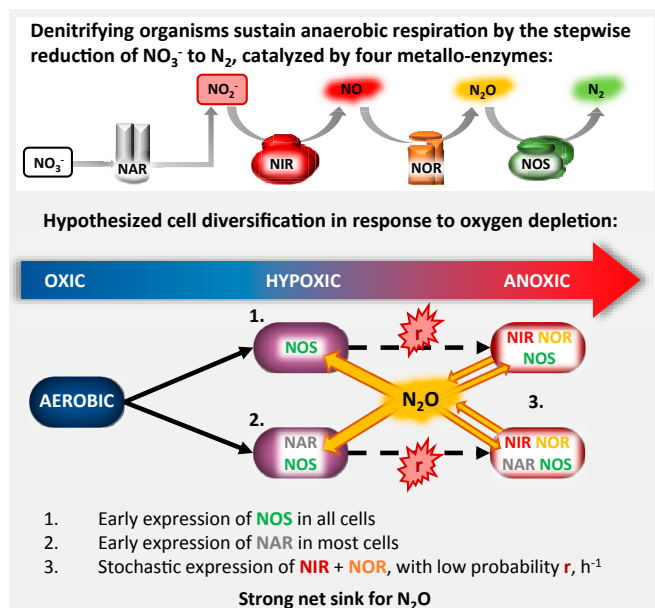 Denitrifying organisms sustain anaerobic respiration by the stepwise
reduction of NO₃⁻ to N₂, catalyzed by four metallo-enzymes:
NO₂⁻ NO N₂O N₂
NO₃⁻ NAR NIR NOR NOS
Hypothesized cell diversification in response to oxygen depletion:
OXIC HYPOXIC ANOXIC
1.
NOS r NIR NOR
NOS
AEROBIC N₂O 3.
2.
NAR
NOS r NIR NOR
NAR NOS
1. Early expression of NOS in all cells
2. Early expression of NAR in most cells
3. Stochastic expression of NIR + NOR, with low probability r, h⁻¹
Strong net sink for N₂O